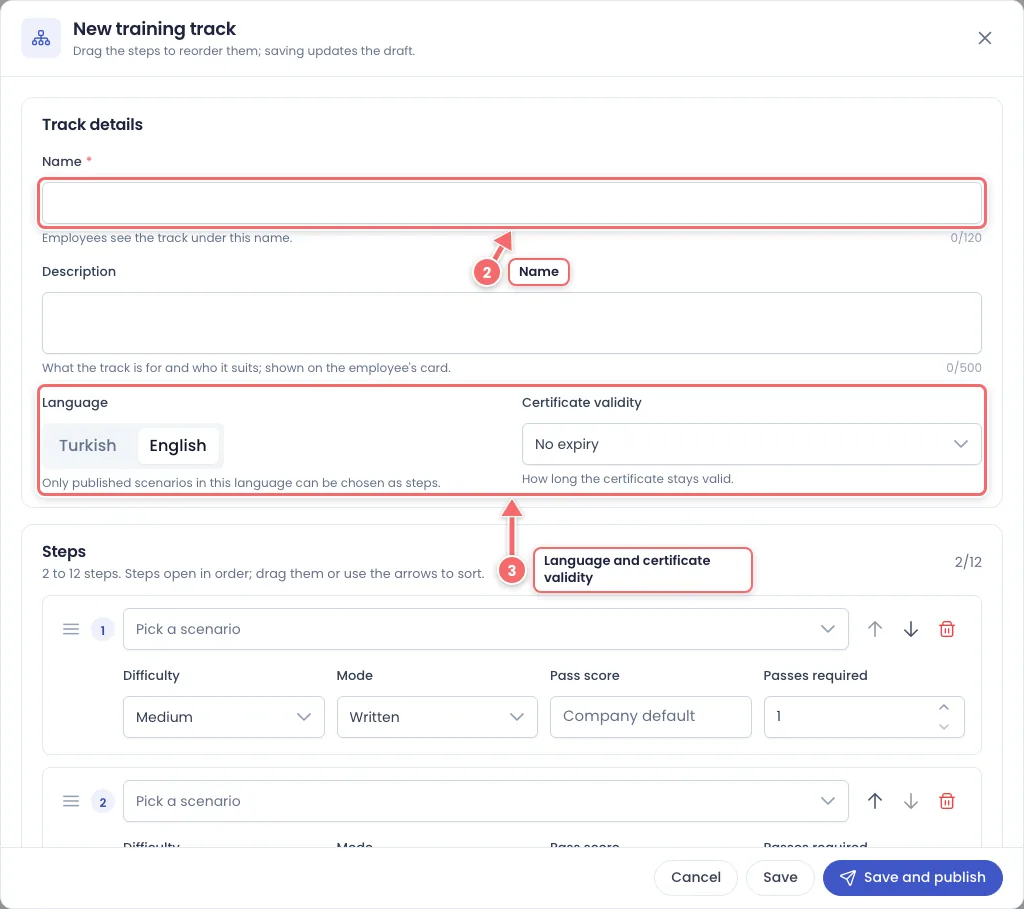 New training track
Drag the steps to reorder them; saving updates the draft.
Track details
Name *
Employees see the track under this name.
0/120
2
Name
Description
What the track is for and who it suits; shown on the employee's card.
0/500
Language
Certificate validity
Turkish
English
No expiry
Only published scenarios in this language can be chosen as steps.
How long the certificate stays valid.
Steps
2 to 12 steps. Steps open in order; drag them or use the arrows to sort.
3
Language and certificate
validity
2/12
1
Pick a scenario
Difficulty
Mode
Pass score
Passes required
Medium
Written
Company default
1
2
Pick a scenario
Difficulty
Mode
Pass score
Passes required
Cancel
Save
Save and publish